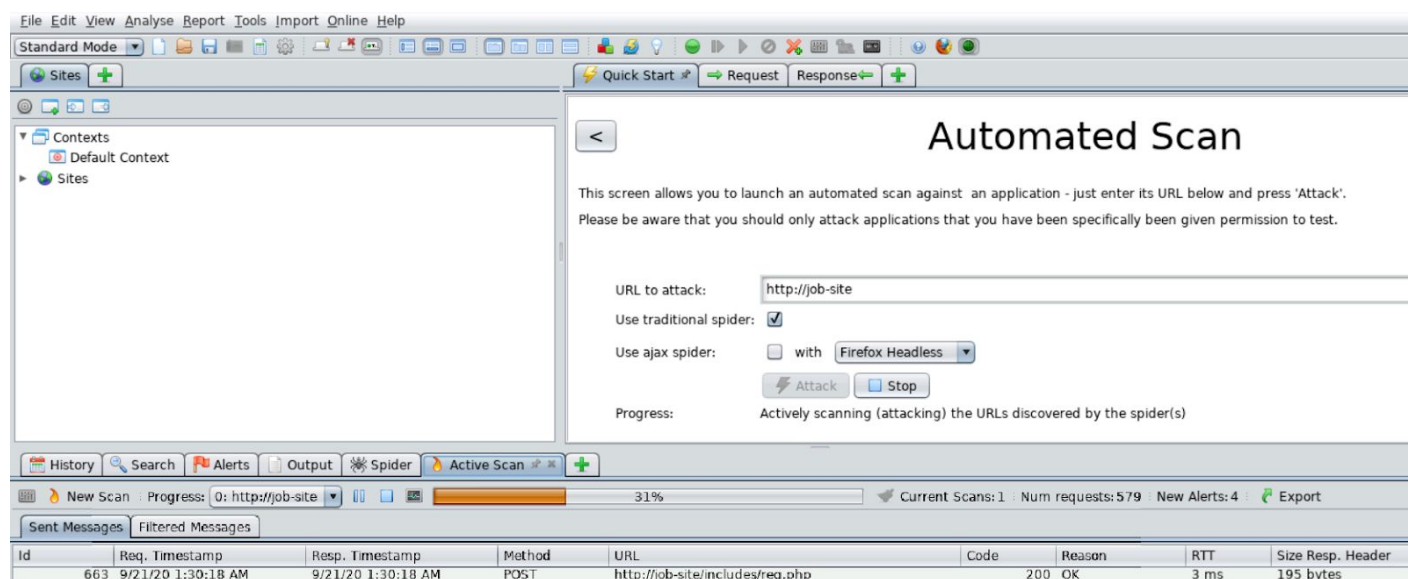 File Edit View Analyse Report Tools Import Online Help
Standard Mode
Sites
Quick Start Request Response
Contexts
Default Context
Sites
<
Automated Scan
This screen allows you to launch an automated scan against an application - just enter its URL below and press 'Attack'.
Please be aware that you should only attack applications that you have been specifically been given permission to test.
URL to attack: http://job-site
Use traditional spider:
Use ajax spider: with Firefox Headless
Attack Stop
Progress: Actively scanning (attacking) the URLs discovered by the spider(s)
History Search Alerts Output Spider Active Scan
New Scan Progress: 0: http://job-site 31% Current Scans: 1 Num requests: 579 New Alerts: 4 Export
Sent Messages Filtered Messages
Id Req. Timestamp Resp. Timestamp Method URL Code Reason RTT Size Resp. Header
663 9/21/20 1:30:18 AM 9/21/20 1:30:18 AM POST http://job-site/includes/reg.php 200 OK 3 ms 195 bytes